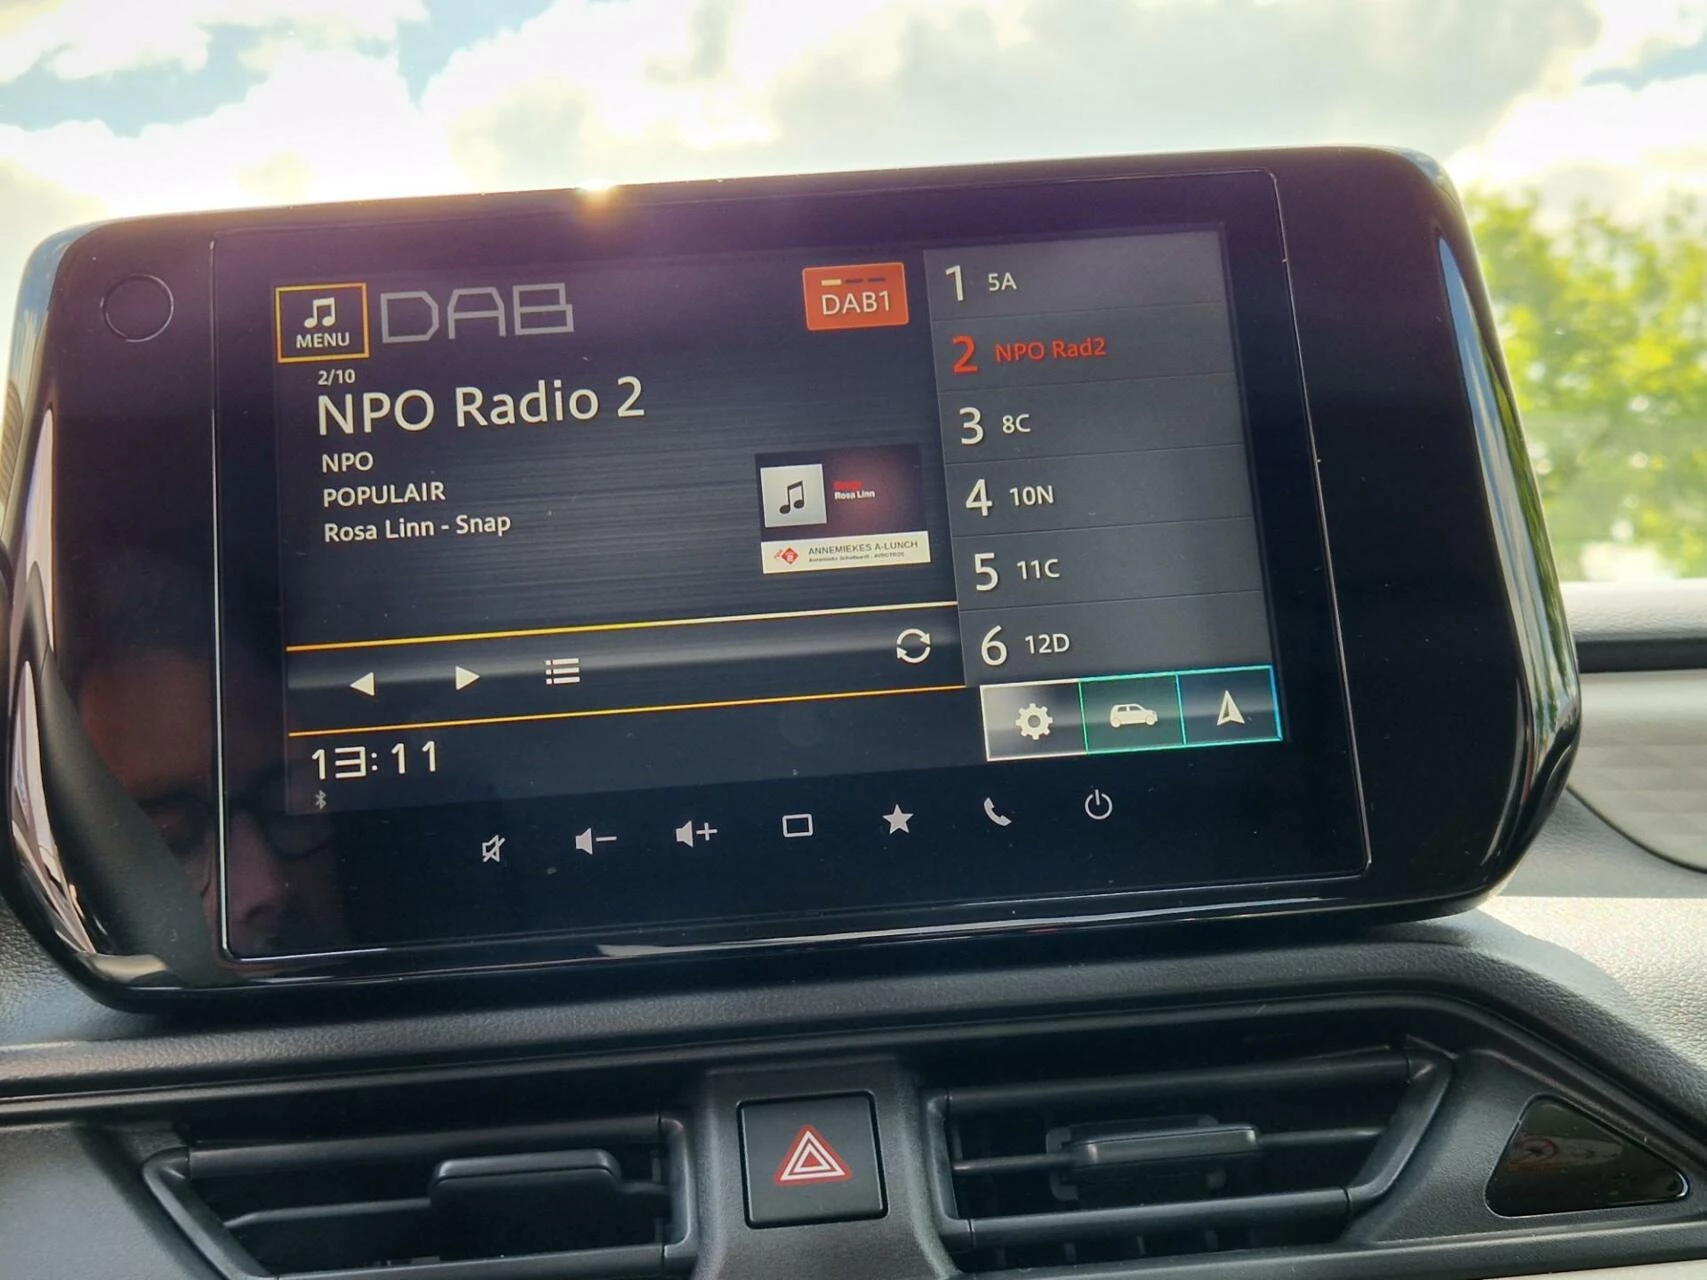 MENU
DAB
DAB1
2/10
NPO Radio 2
NPO
POPULAIR
Rosa Linn - Snap
Rosa Linn
ANNEMIEKES A-LUNCH
13:11
1 5A
2 NPO Rad2
3 8C
4 10N
5 11C
6 12D